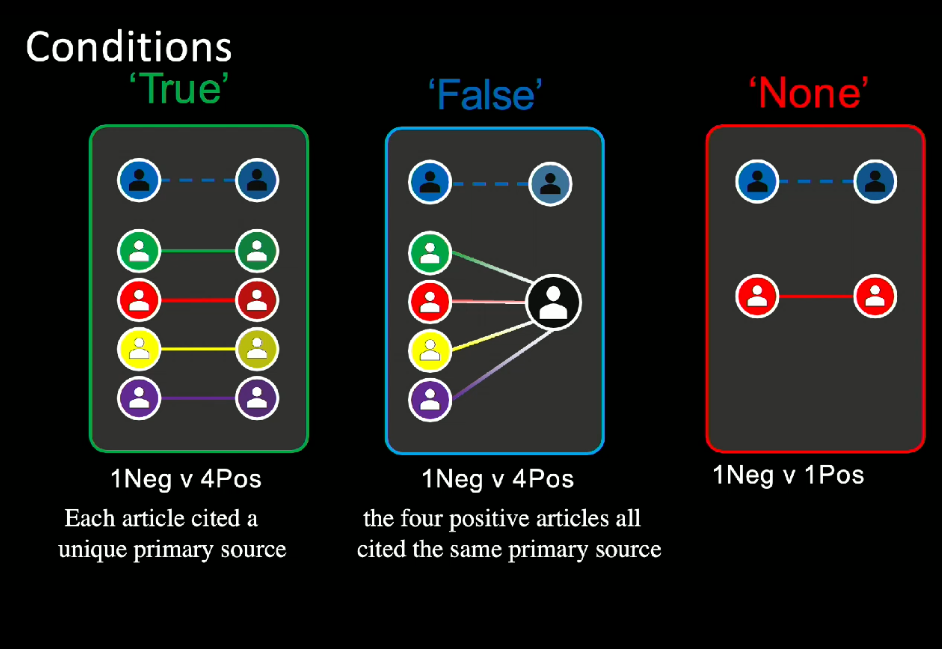 Conditions
‘True’
‘False’
‘None’
1Neg v 4Pos
1Neg v 4Pos
1Neg v 1Pos
Each article cited a
unique primary source
the four positive articles all
cited the same primary source